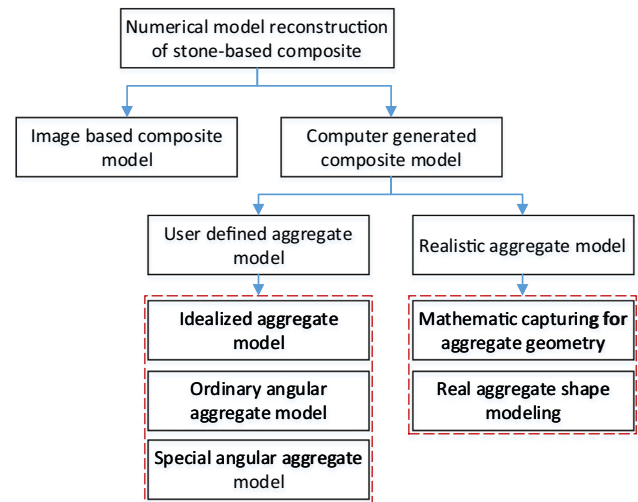 Numerical model reconstruction
of stone-based composite
Image based composite
model
Computer generated
composite model
User defined aggregate
model
Realistic aggregate model
Idealized aggregate
model
Mathematic capturing for
aggregate geometry
Ordinary angular
aggregate model
Real aggregate shape
modeling
Special angular aggregate
model